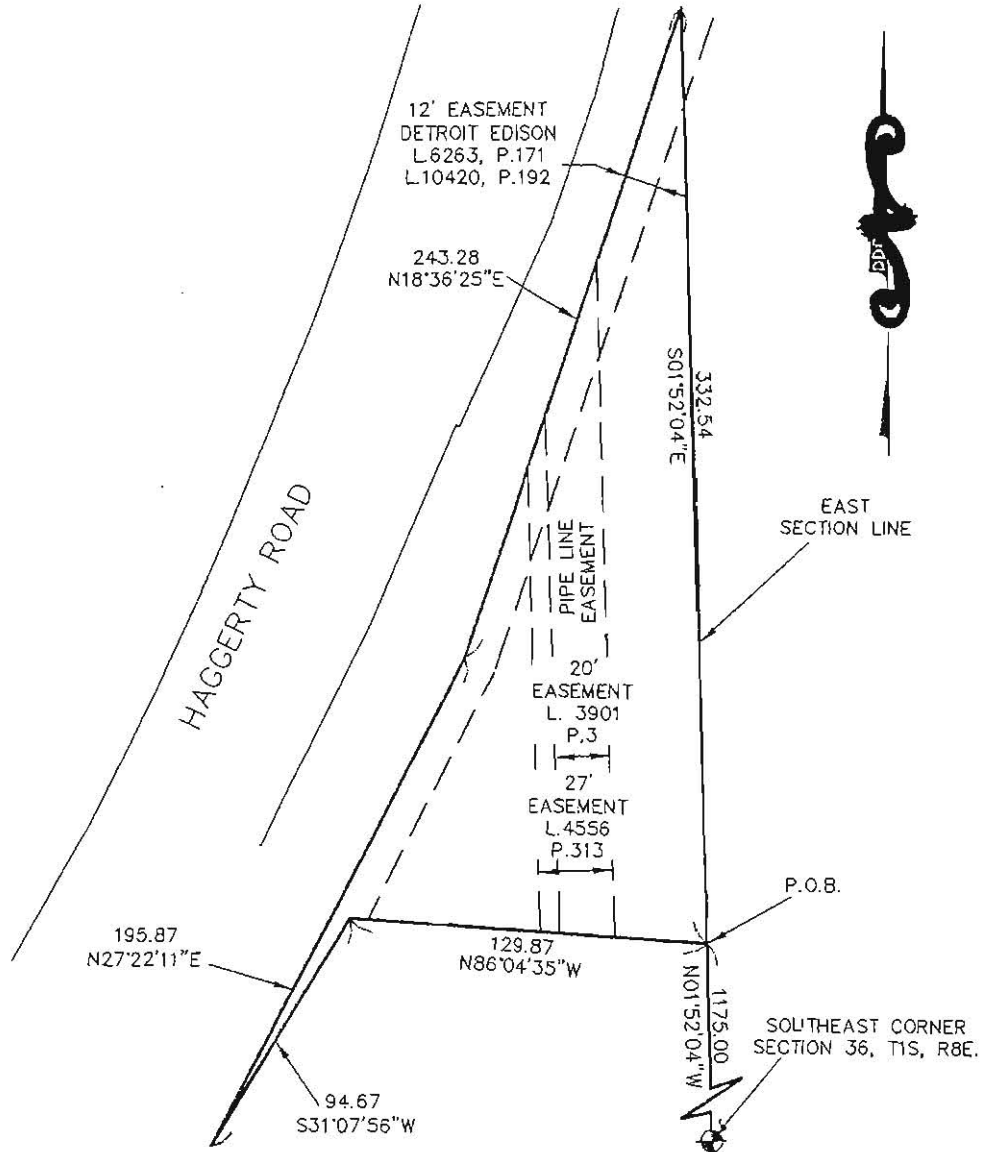 12' EASEMENT
DETROIT EDISON
L.6263, P.171
L.10420, P.192
243.28
N18°36'25"E
332.54
S01°52'04"E
EAST
SECTION LINE
HAGGERTY ROAD
PIPE LINE
EASEMENT
20'
EASEMENT
L. 3901
P.3
27'
EASEMENT
L.4556
P.313
P.O.B.
195.87
N27°22'11"E
129.87
N86°04'35"W
1175.00
N01°52'04"W
SOUTHEAST CORNER
SECTION 36, T1S, R8E.
94.67
S31°07'56"W